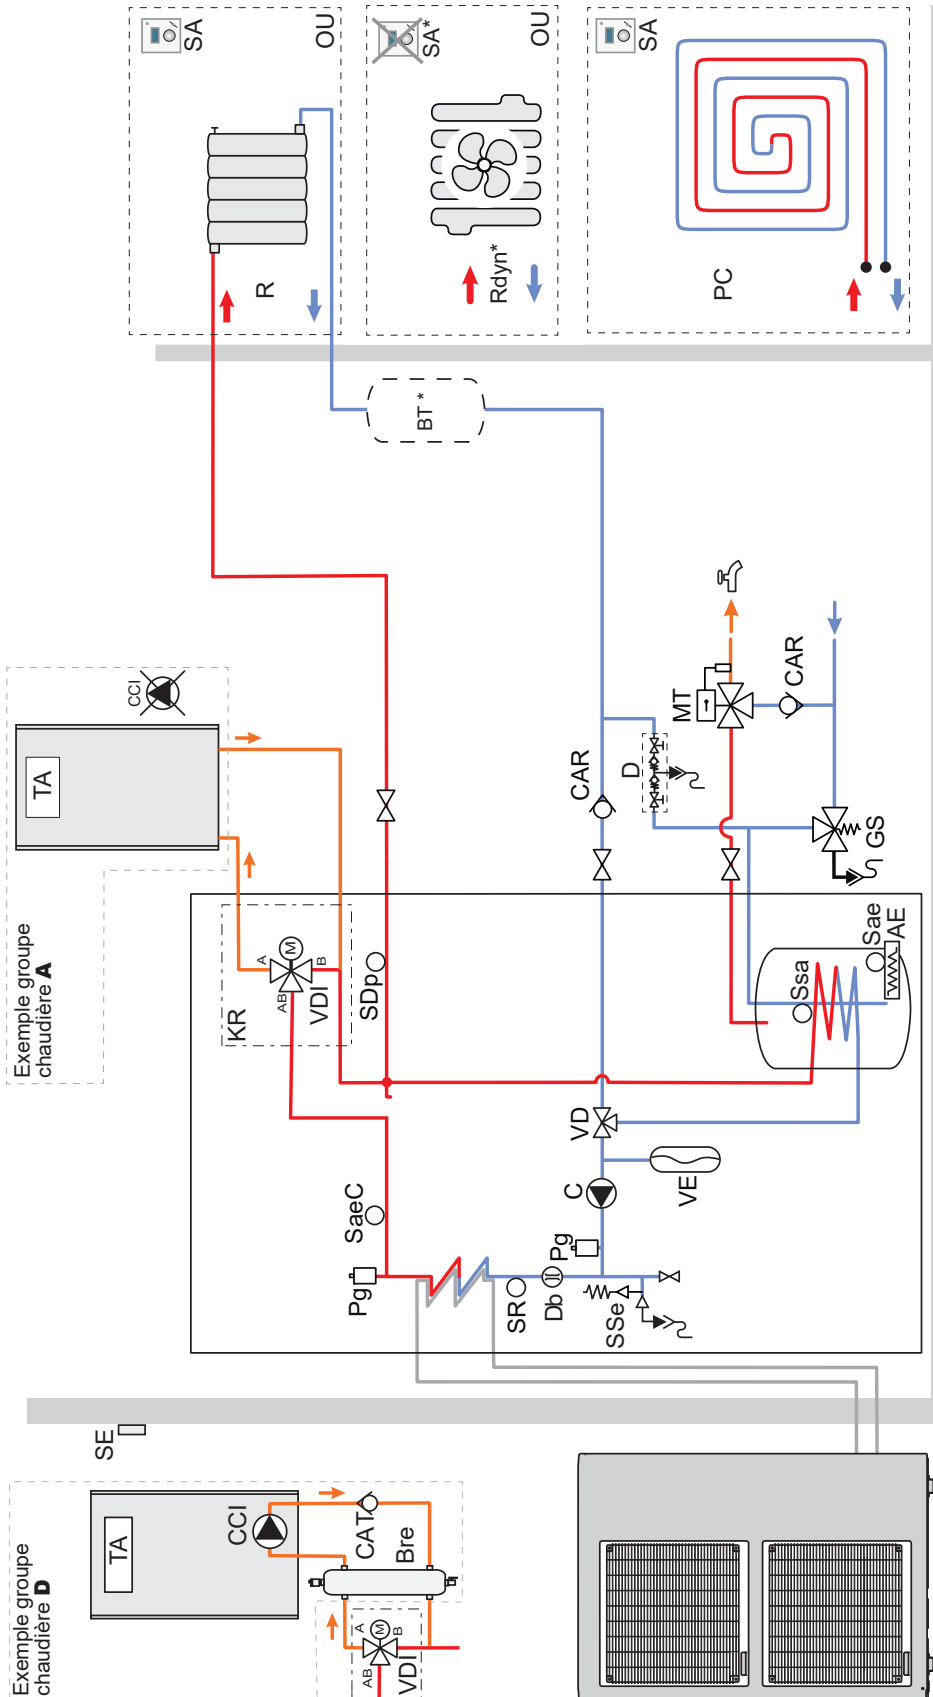 SA
OU
R
SA*
OU
Rdyn*
SA
PC
BT *
Exemple groupe
chaudière A
TA
CCI
KR
A
M
AB
B
VDI
SDp
CAR
D
MT
CAR
GS
Ssa
Sae
AE
SaeC
Pg
VD
C
VE
Pg
SR
Db
SSe
SE
Exemple groupe
chaudière D
TA
CCI
CAT
Bre
A
M
AB
B
VDI